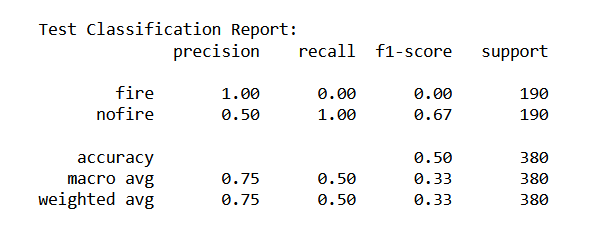 Test Classification Report:
precision recall f1-score support
fire 1.00 0.00 0.00 190
nofire 0.50 1.00 0.67 190
accuracy 0.50 380
macro avg 0.75 0.50 0.33 380
weighted avg 0.75 0.50 0.33 380